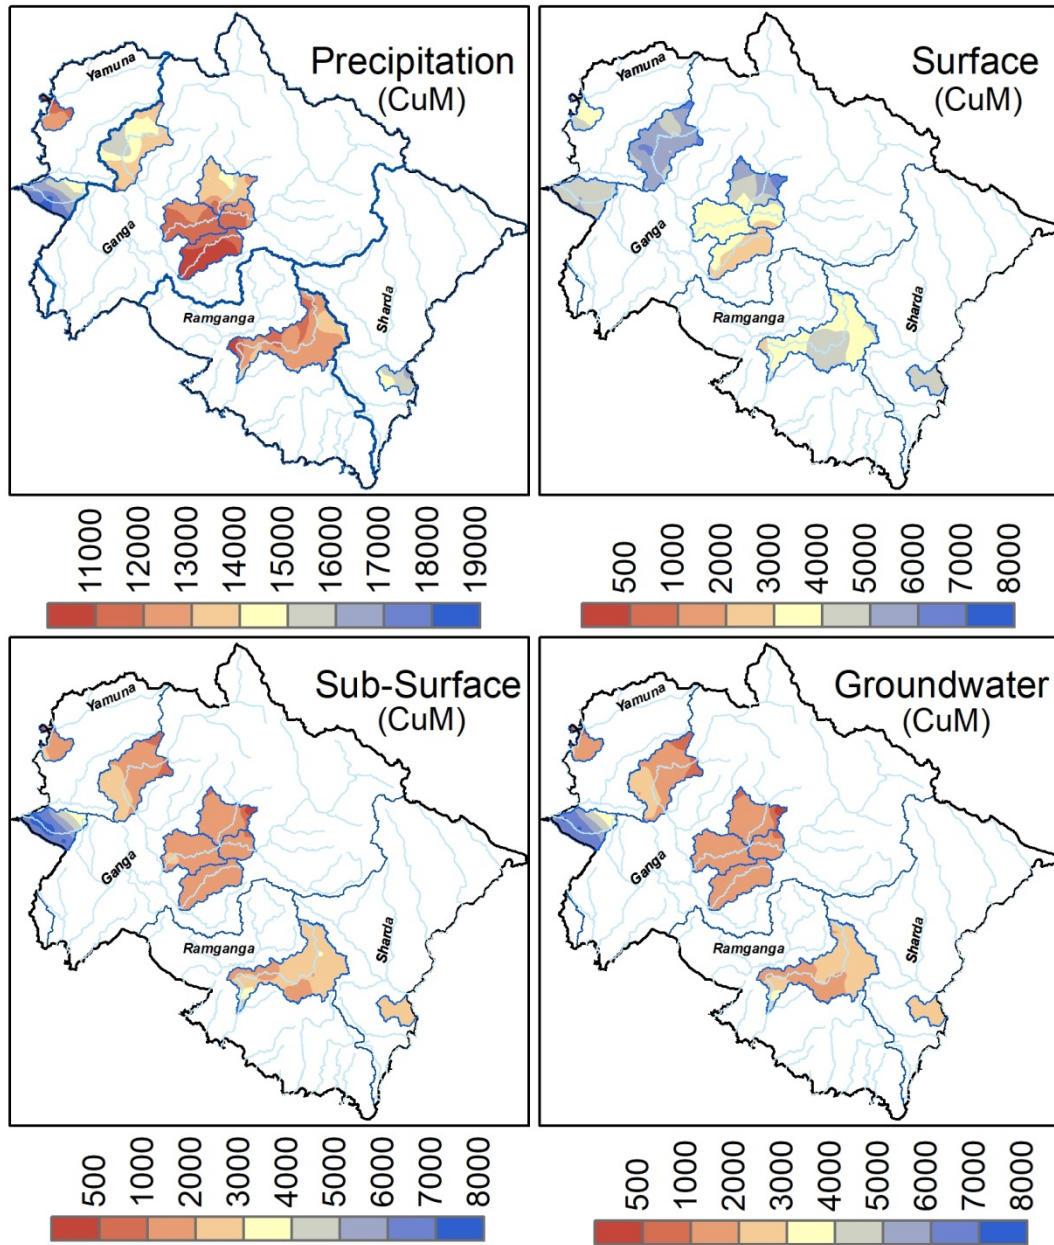 Precipitation
(CuM)
Yamuna
Ganga
Ramganga
Sharda
11000
12000
13000
14000
15000
16000
17000
18000
19000
Surface
(CuM)
Yamuna
Ganga
Ramganga
Sharda
500
1000
2000
3000
4000
5000
6000
7000
8000
Sub-Surface
(CuM)
Yamuna
Ganga
Ramganga
Sharda
500
1000
2000
3000
4000
5000
6000
7000
8000
Groundwater
(CuM)
Yamuna
Ganga
Ramganga
Sharda
500
1000
2000
3000
4000
5000
6000
7000
8000